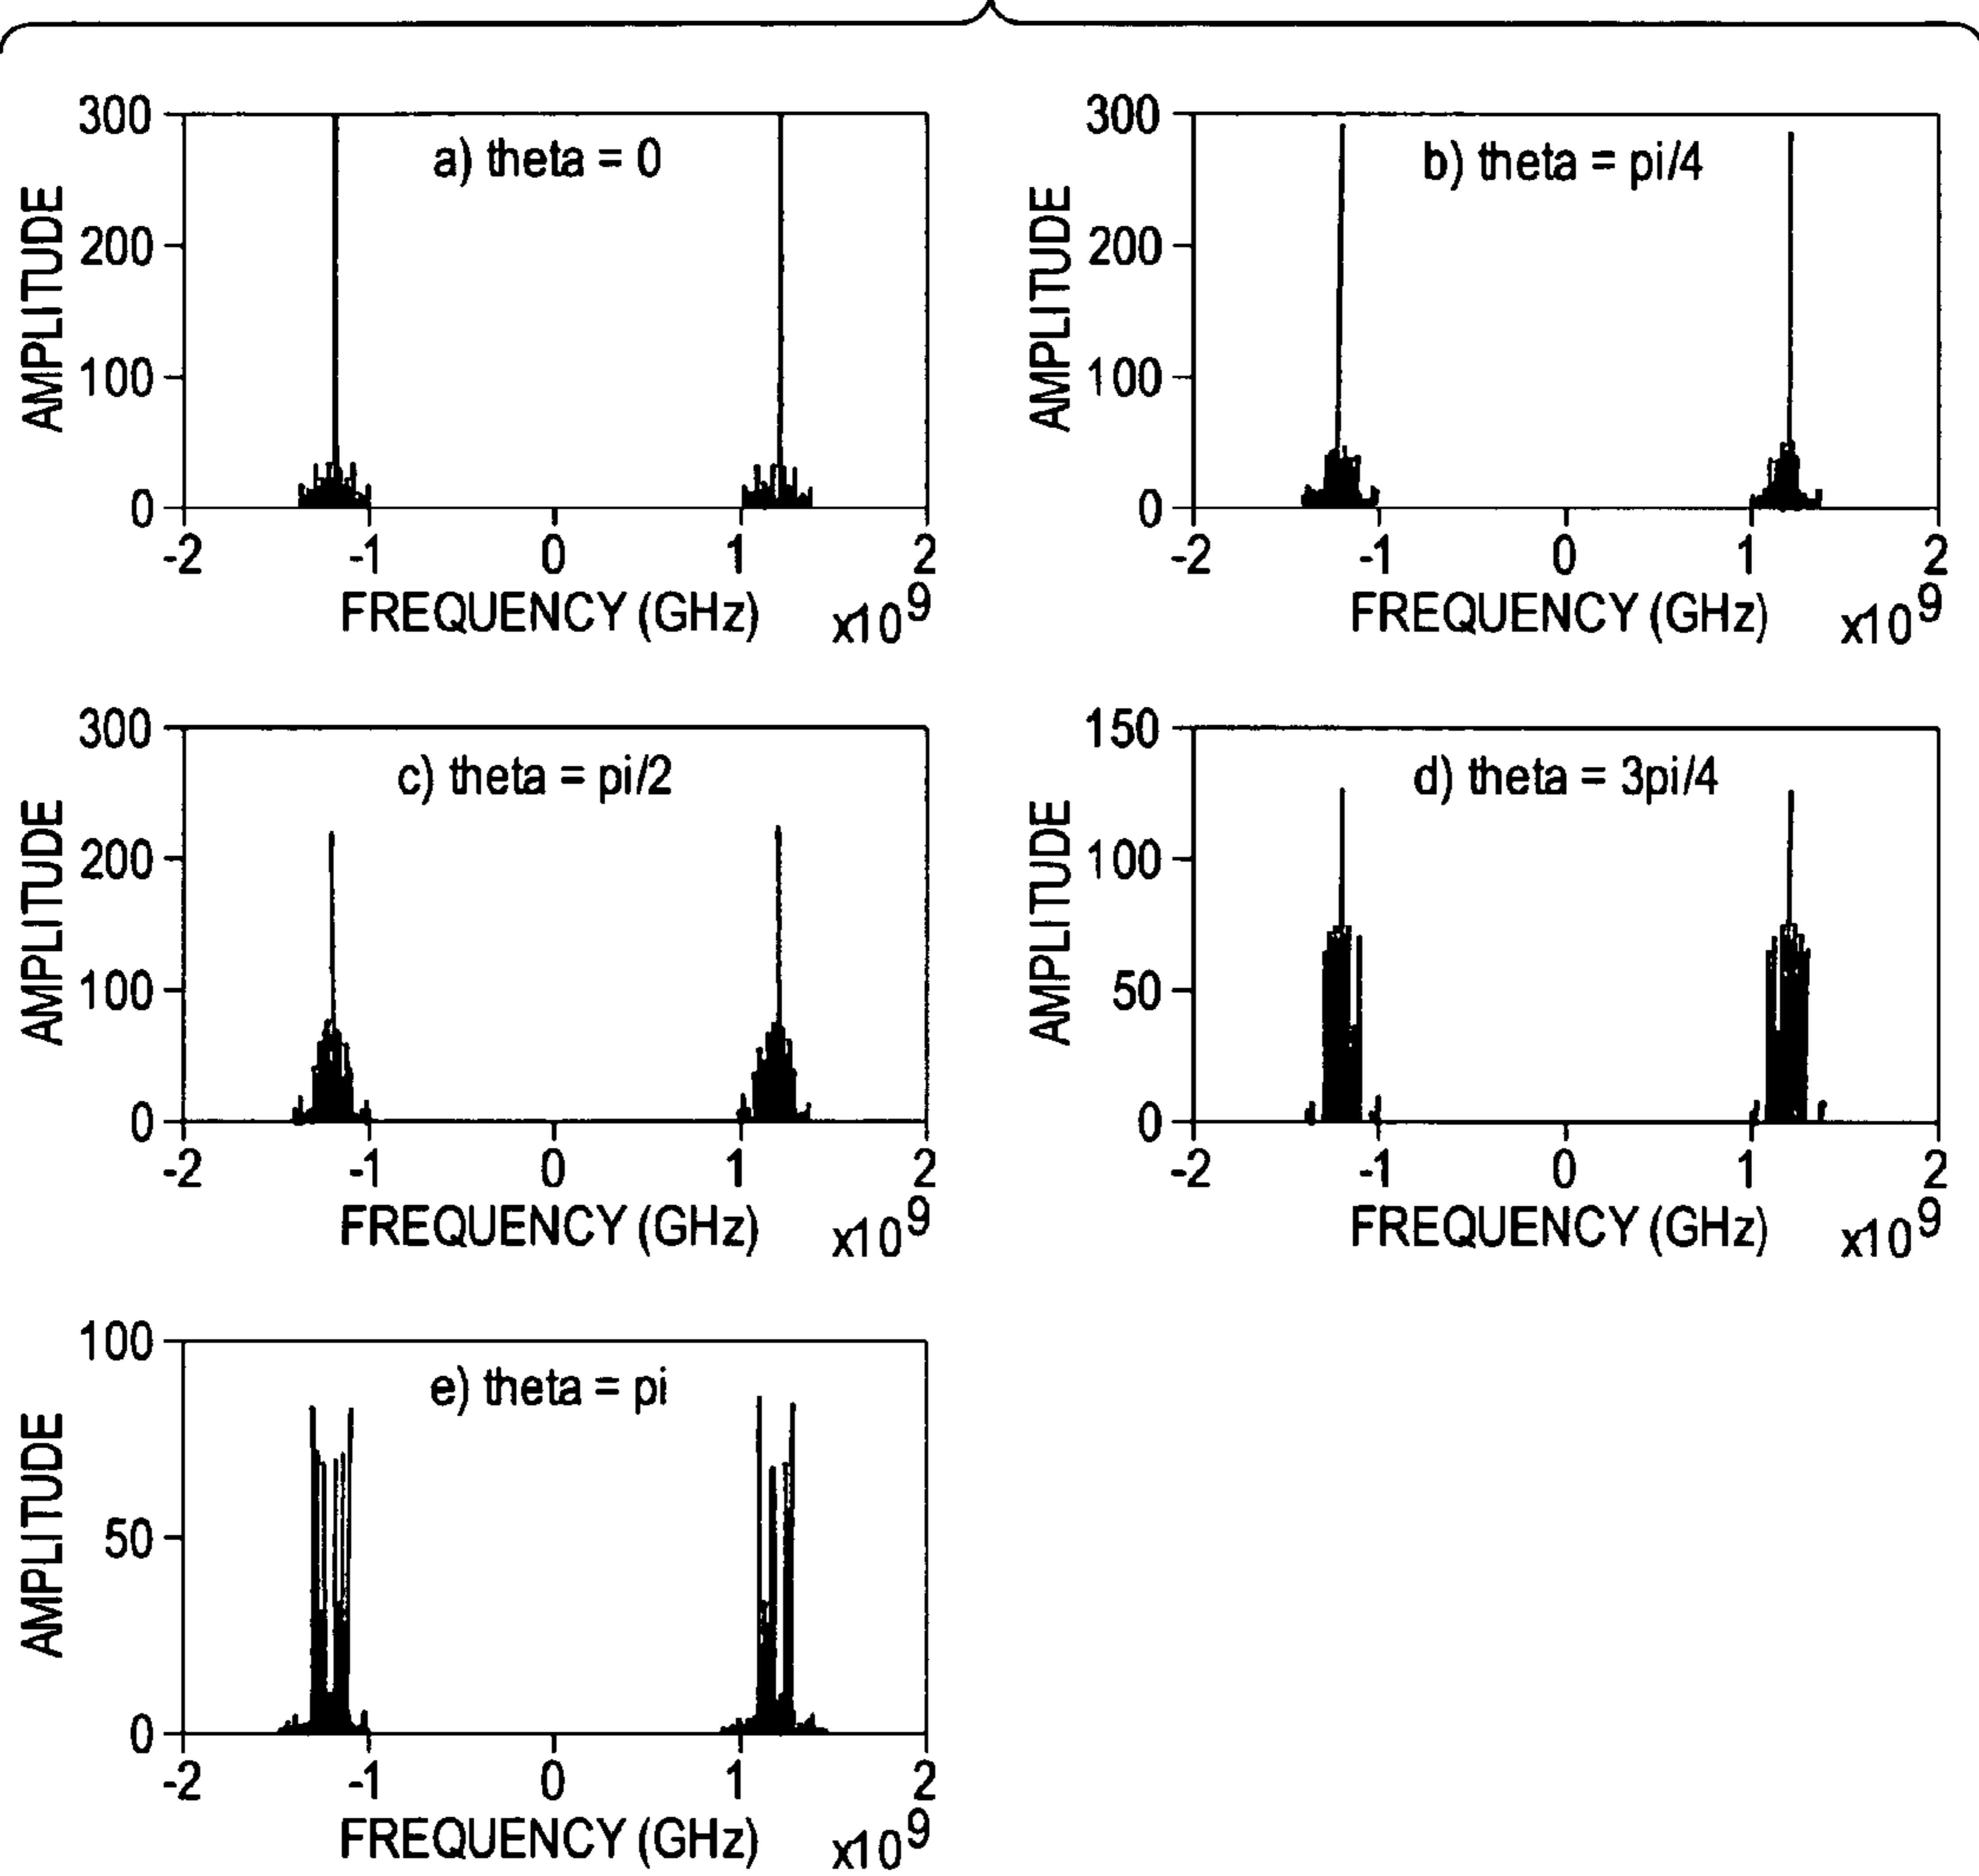 a) theta = 0
AMPLITUDE
300
200
100
0
-2
-1
0
1
2
FREQUENCY (GHz)
x10^9
b) theta = pi/4
AMPLITUDE
300
200
100
0
-2
-1
0
1
2
FREQUENCY (GHz)
x10^9
c) theta = pi/2
AMPLITUDE
300
200
100
0
-2
-1
0
1
2
FREQUENCY (GHz)
x10^9
d) theta = 3pi/4
AMPLITUDE
150
100
50
0
-2
-1
0
1
2
FREQUENCY (GHz)
x10^9
e) theta = pi
AMPLITUDE
100
50
0
-2
-1
0
1
2
FREQUENCY (GHz)
x10^9